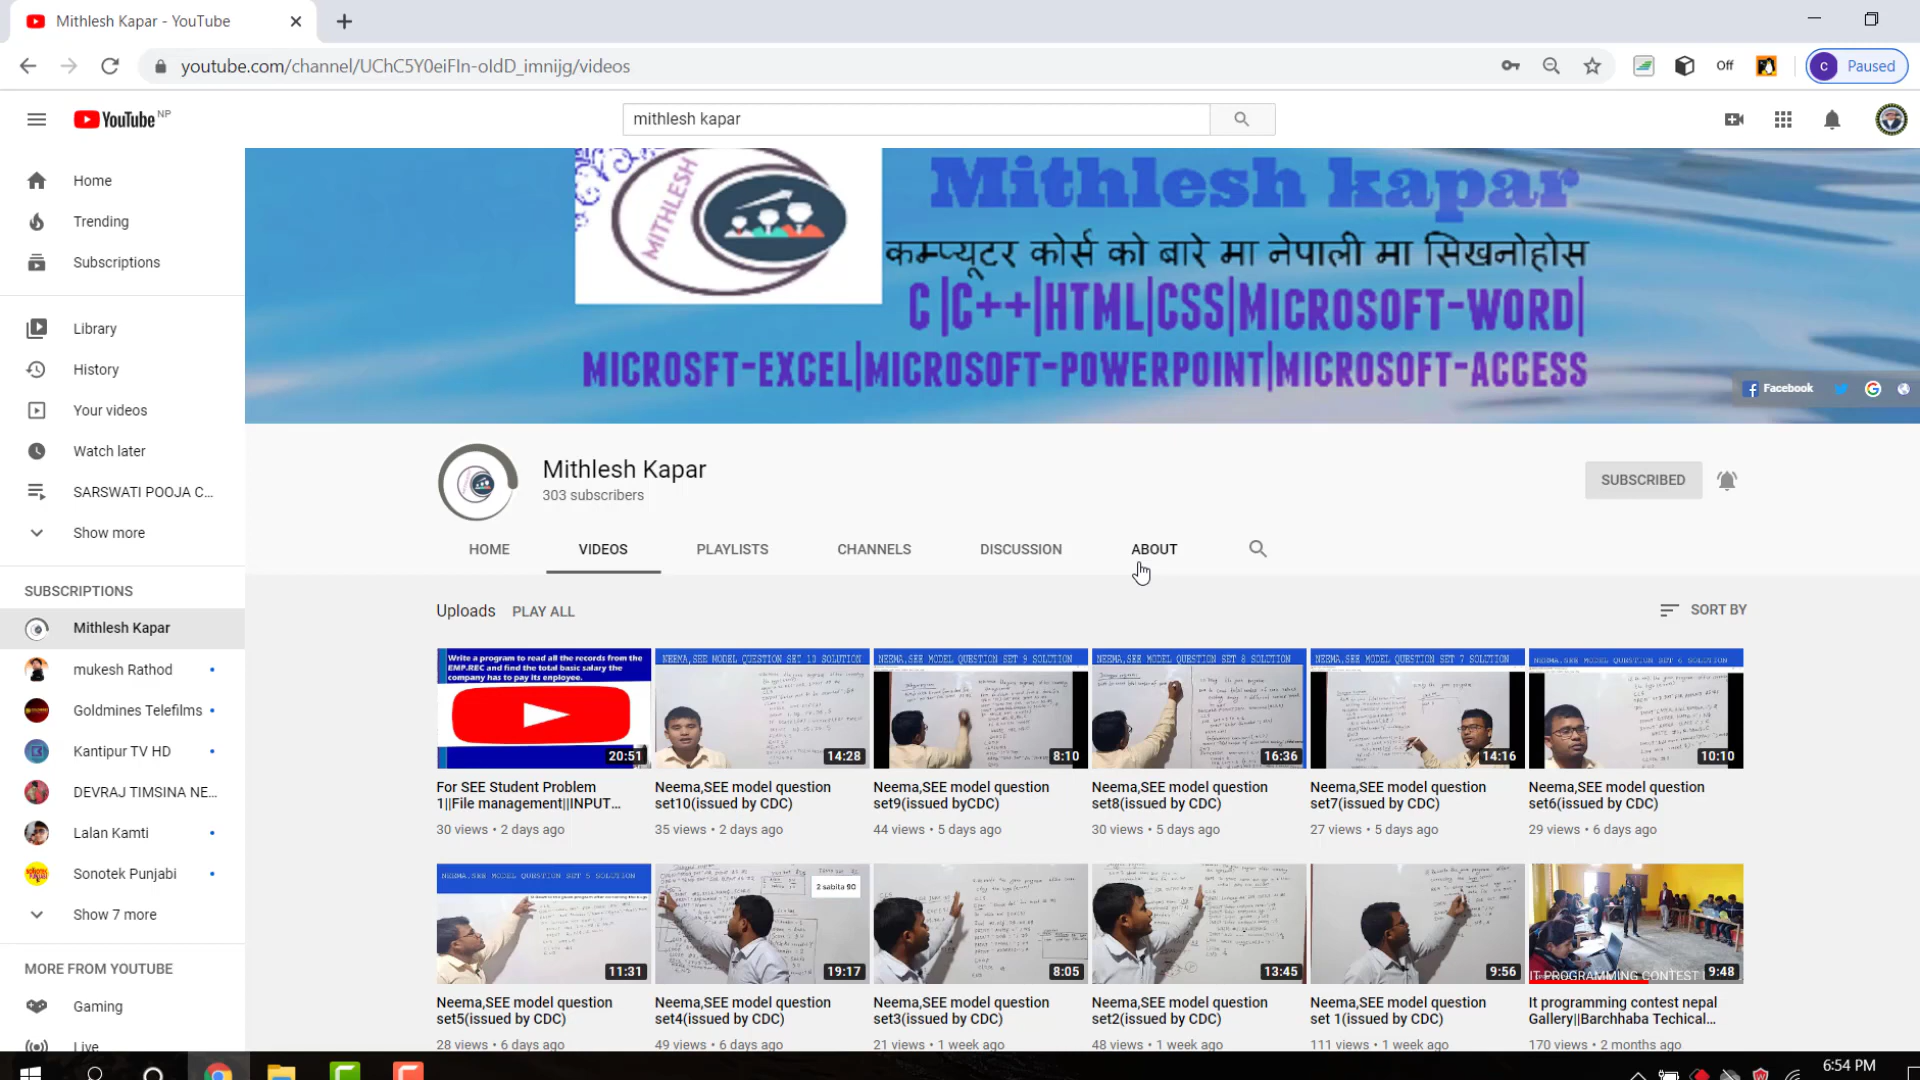 Mithlesh Kapar - YouTube
youtube.com/channel/UChC5Y0eiFIn-oldD_imnijg/videos
Off
c Paused
YouTube NP
mithlesh kapar
Home
Trending
Subscriptions
Library
History
Your videos
Watch later
SARSWATI POOJA C...
Show more
SUBSCRIPTIONS
Mithlesh Kapar
mukesh Rathod
Goldmines Telefilms
Kantipur TV HD
DEVRAJ TIMSINA NE...
Lalan Kamti
Sonotek Punjabi
Show 7 more
MORE FROM YOUTUBE
Gaming
Live
MITHLESH
Mithlesh kapar
कम्प्यूटर कोर्स को बारे मा नेपाली मा सिखनोहोस
C |C++|HTML|CSS|MICROSOFT-WORD|
MICROSFT-EXCEL|MICROSOFT-POWERPOINT|MICROSOFT-ACCESS
Facebook
Mithlesh Kapar
303 subscribers
SUBSCRIBED
HOME VIDEOS PLAYLISTS CHANNELS DISCUSSION ABOUT
Uploads PLAY ALL
SORT BY
Write a program to read all the records from the
EMP.REC and find the total basic salary the
company has to pay its employee.
20:51
For SEE Student Problem
1||File management||INPUT...
30 views • 2 days ago
NEEMA,SEE MODEL QUESTION SET 10 SOLUTION
14:28
Neema,SEE model question
set10(issued by CDC)
35 views • 2 days ago
NEEMA,SEE MODEL QUESTION SET 9 SOLUTION
8:10
Neema,SEE model question
set9(issued byCDC)
44 views • 5 days ago
NEEMA,SEE MODEL QUESTION SET 8 SOLUTION
16:36
Neema,SEE model question
set8(issued by CDC)
30 views • 5 days ago
NEEMA,SEE MODEL QUESTION SET 7 SOLUTION
14:16
Neema,SEE model question
set7(issued by CDC)
27 views • 5 days ago
NEEMA,SEE MODEL QUESTION SET 6 SOLUTION
10:10
Neema,SEE model question
set6(issued by CDC)
29 views • 6 days ago
NEEMA,SEE MODEL QUESTION SET 5 SOLUTION
11:31
Neema,SEE model question
set5(issued by CDC)
28 views • 6 days ago
2 sabita 90
19:17
Neema,SEE model question
set4(issued by CDC)
49 views • 6 days ago
8:05
Neema,SEE model question
set3(issued by CDC)
21 views • 1 week ago
13:45
Neema,SEE model question
set2(issued by CDC)
48 views • 1 week ago
9:56
Neema,SEE model question
set 1(issued by CDC)
111 views • 1 week ago
IT PROGRAMMING CONTEST
9:48
It programming contest nepal
Gallery||Barchhaba Techical...
170 views • 2 months ago
6:54 PM